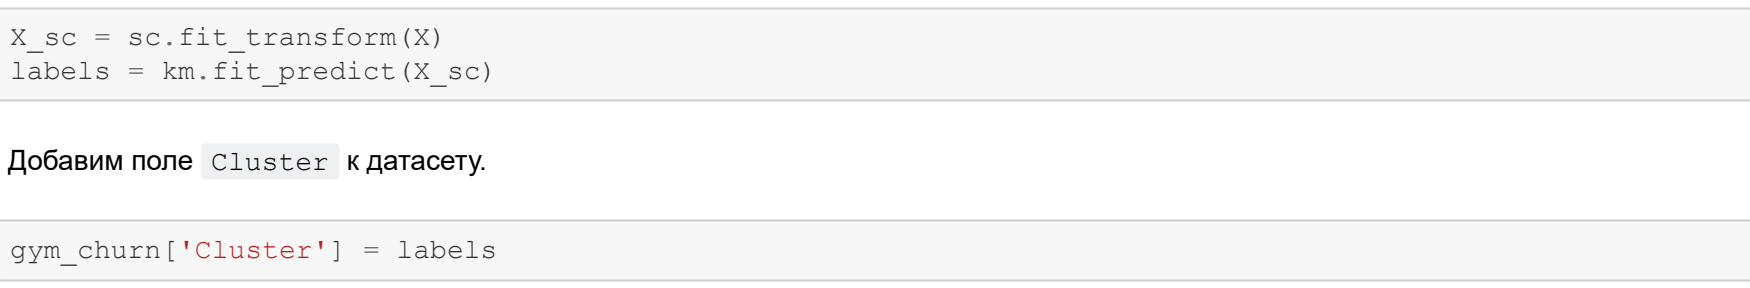 X_sc = sc.fit_transform(X)
labels = km.fit_predict(X_sc)
Добавим поле Cluster к датасету.
gym_churn['Cluster'] = labels